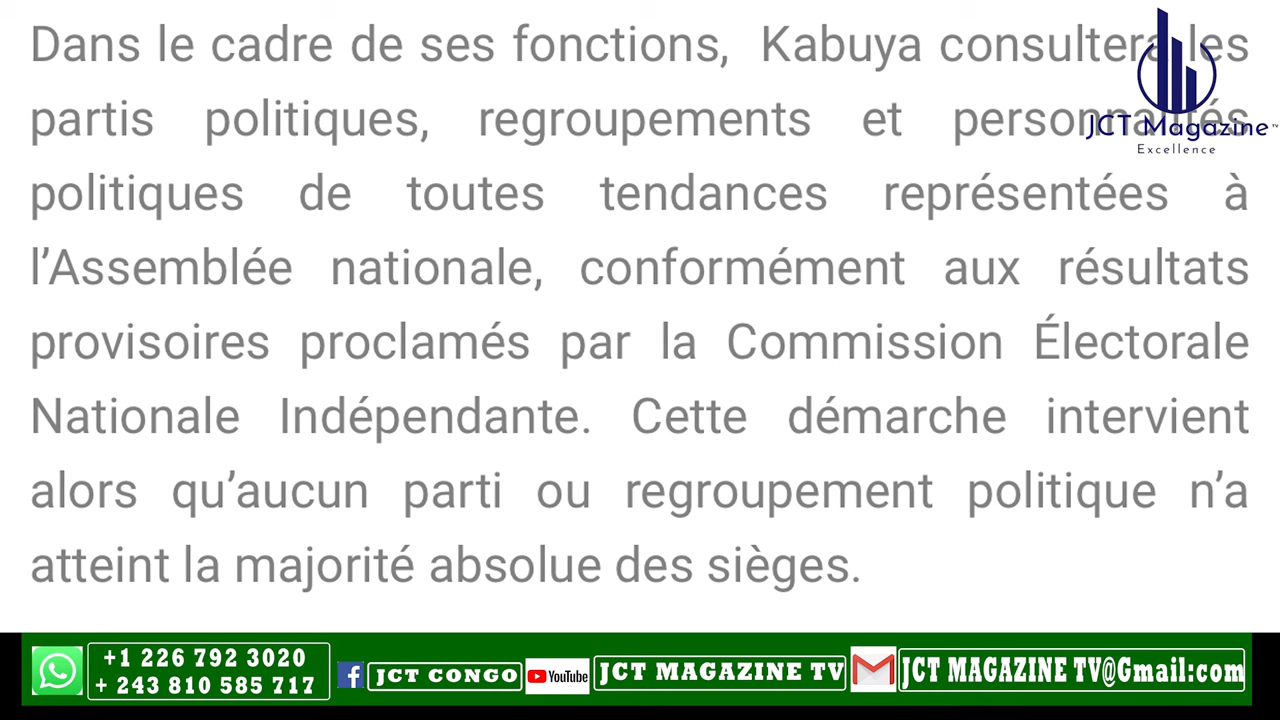 Dans le cadre de ses fonctions, Kabuya consultera les
partis politiques, regroupements et personnalités
politiques de toutes tendances représentées à
l’Assemblée nationale, conformément aux résultats
provisoires proclamés par la Commission Électorale
Nationale Indépendante. Cette démarche intervient
alors qu’aucun parti ou regroupement politique n’a
atteint la majorité absolue des sièges.
JCT Magazine TV
Excellence
+1 226 792 3020
+ 243 810 585 717
JCT CONGO
YouTube
JCT MAGAZINE TV
JCT MAGAZINE TV@Gmail:com